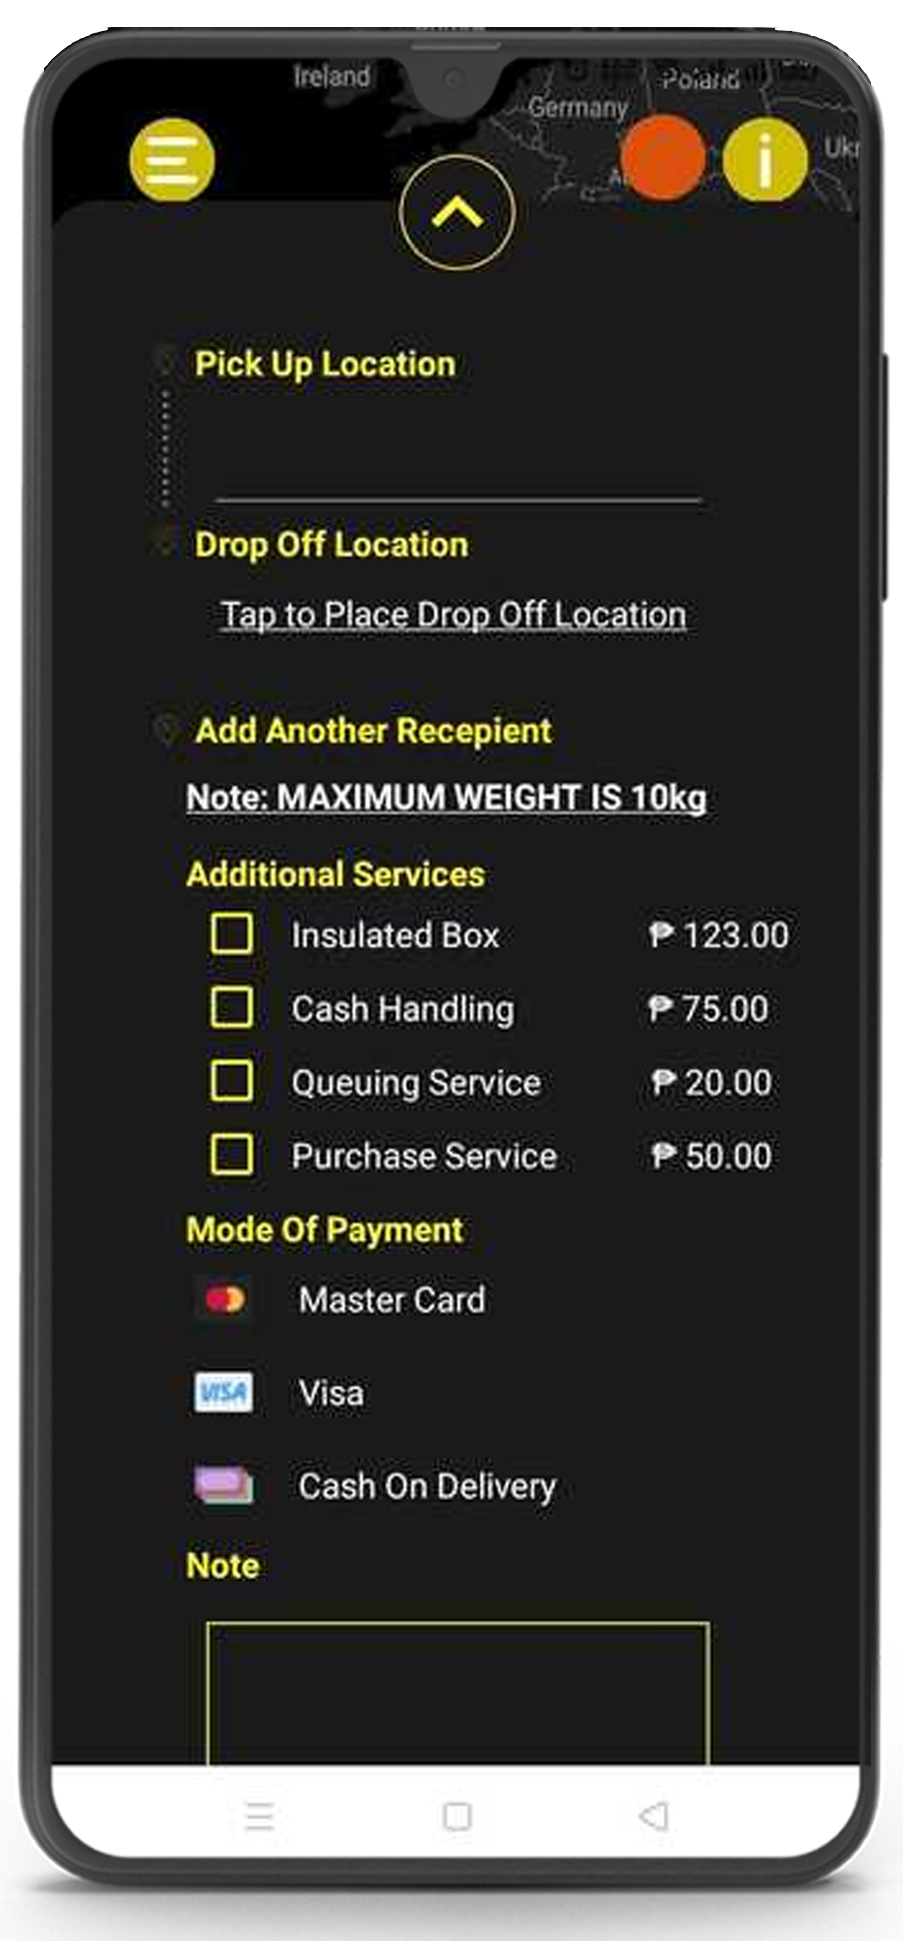 Ireland
Poland
Germany
Ukr
Pick Up Location
Drop Off Location
Tap to Place Drop Off Location
Add Another Recepient
Note: MAXIMUM WEIGHT IS 10kg
Additional Services
Insulated Box ₱ 123.00
Cash Handling ₱ 75.00
Queuing Service ₱ 20.00
Purchase Service ₱ 50.00
Mode Of Payment
Master Card
VISA Visa
Cash On Delivery
Note